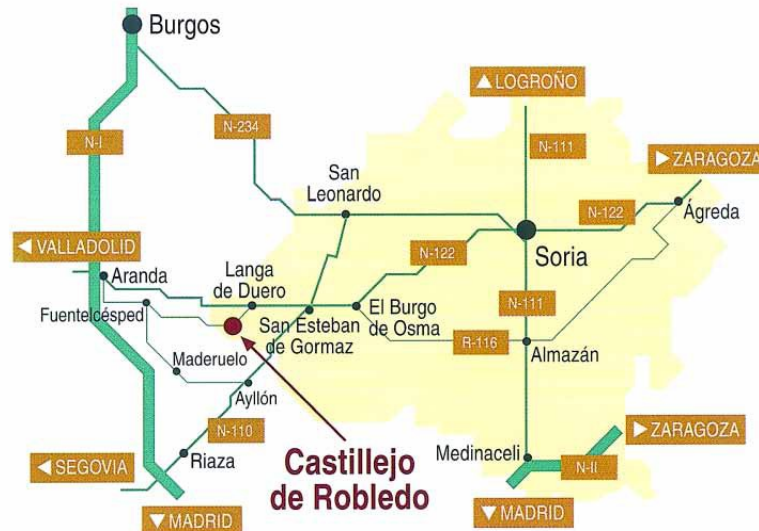 Burgos
▲ LOGROÑO
N-I
N-234
N-111
▶ ZARAGOZA
San
Leonardo
N-122
Ágreda
◀ VALLADOLID
Soria
Aranda
Langa
de Duero
N-122
Fuentelcésped
San Esteban
de Gormaz
El Burgo
de Osma
N-111
R-116
Almazán
Maderuelo
Ayllón
N-110
Riaza
Castillejo
de Robledo
Medinaceli
▶ ZARAGOZA
N-II
◀ SEGOVIA
▼ MADRID
▼ MADRID